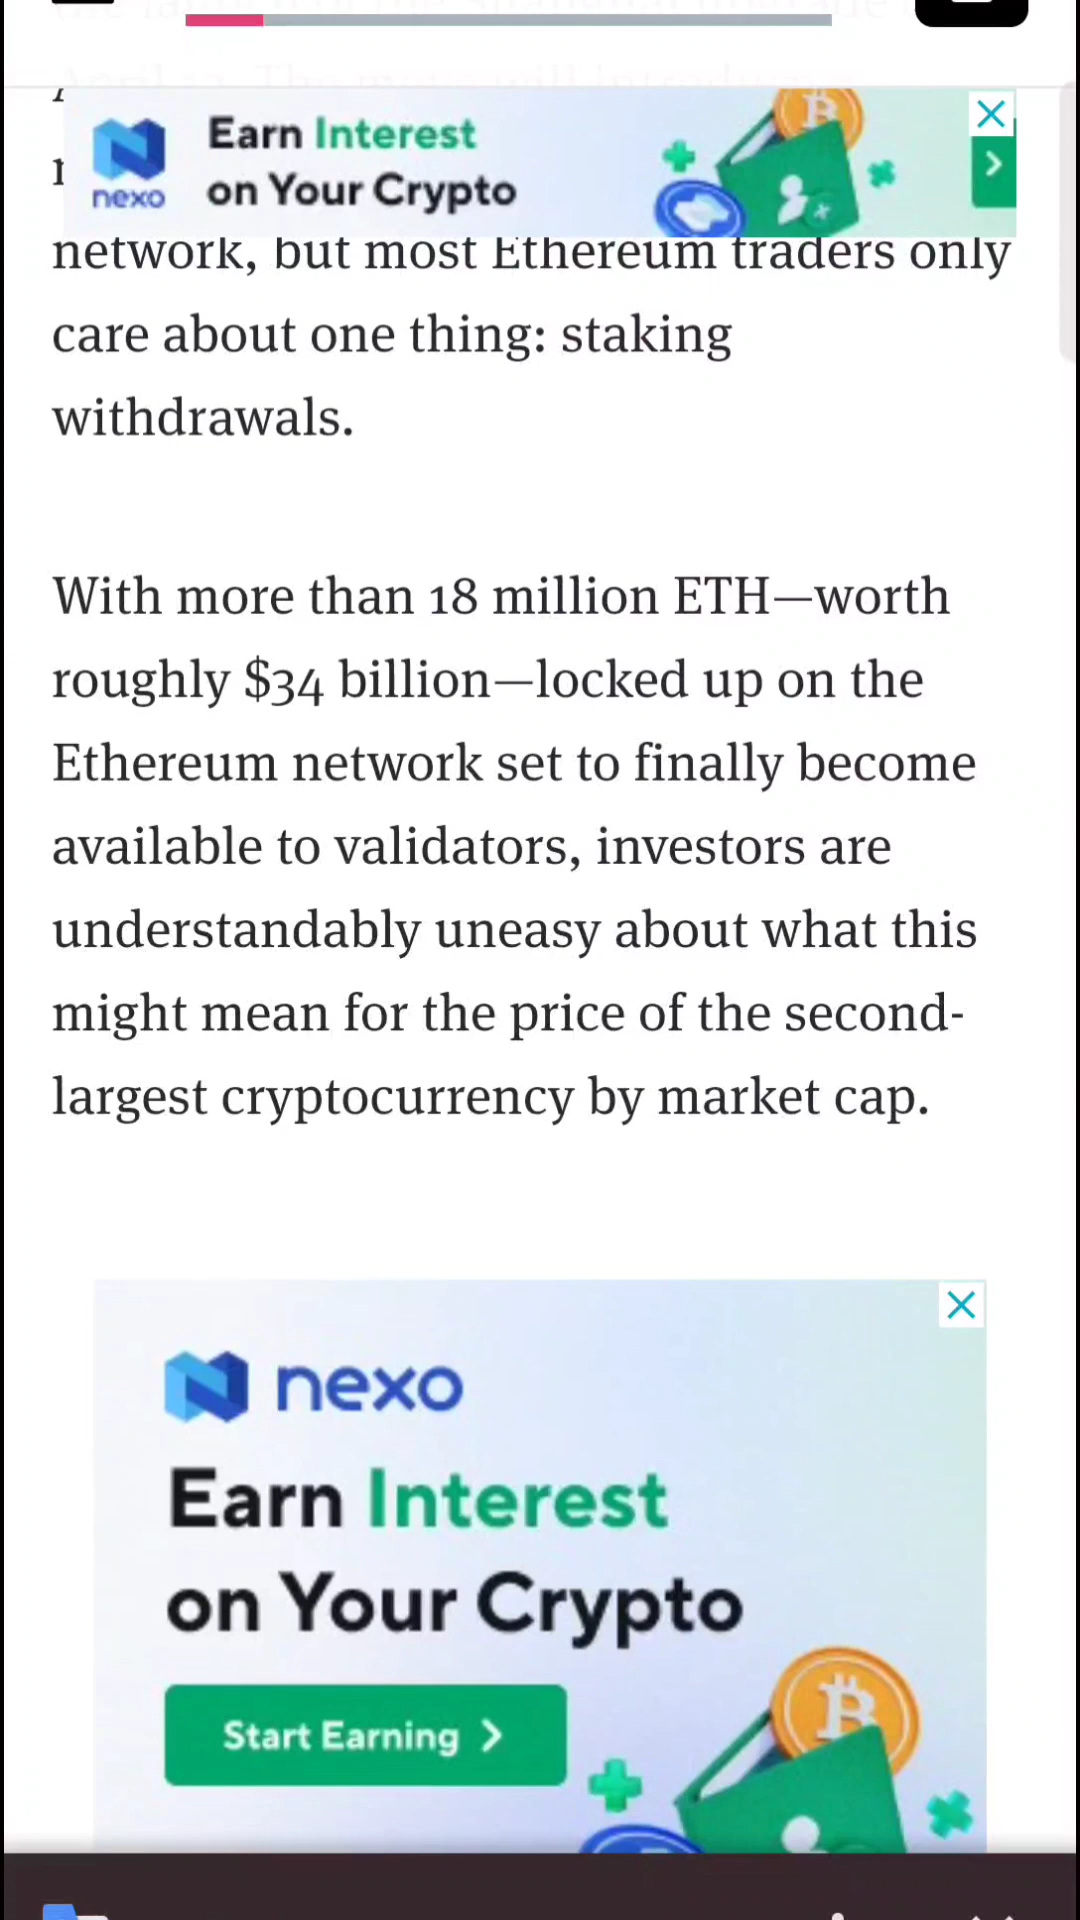 nexo
Earn Interest
on Your Crypto
network, but most Ethereum traders only
care about one thing: staking
withdrawals.
With more than 18 million ETH—worth
roughly $34 billion—locked up on the
Ethereum network set to finally become
available to validators, investors are
understandably uneasy about what this
might mean for the price of the second-
largest cryptocurrency by market cap.
nexo
Earn Interest
on Your Crypto
Start Earning